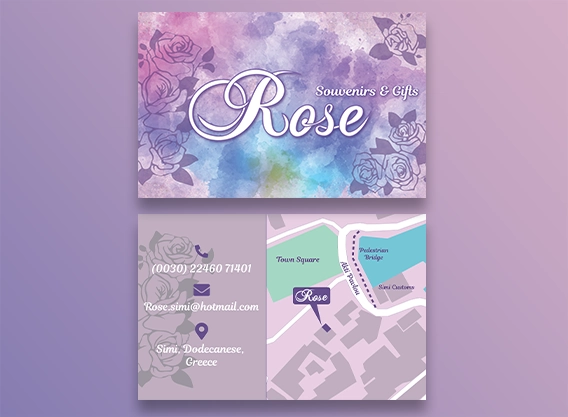 Souvenirs & Gifts
Rose
(0030) 22460 71401
Rose.simi@hotmail.com
Simi, Dodecanese,
Greece
Town Square
Pedestrian
Bridge
Akti Pavlou
Simi Customs
Rose